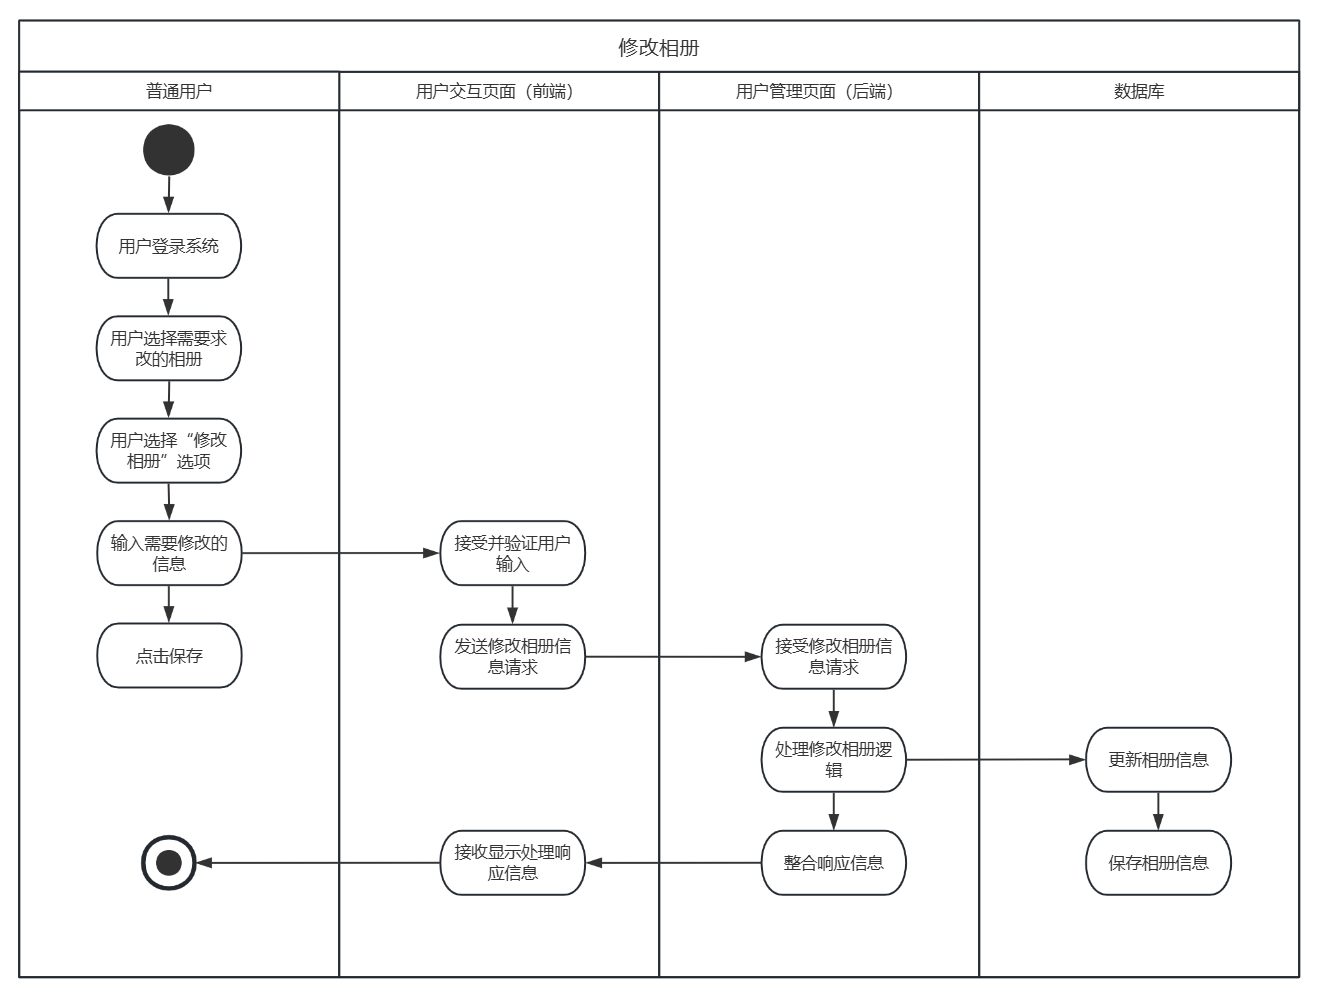 修改相册
普通用户
用户交互页面（前端）
用户管理页面（后端）
数据库
用户登录系统
用户选择需要求
改的相册
用户选择“修改
相册”选项
输入需要修改的
信息
接受并验证用户
输入
点击保存
发送修改相册信
息请求
接受修改相册信
息请求
处理修改相册逻
辑
更新相册信息
接收显示处理响
应信息
整合响应信息
保存相册信息